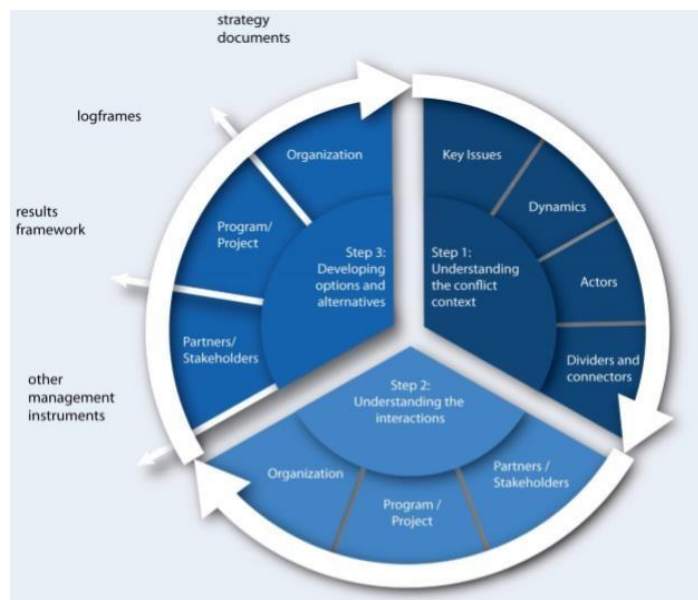 strategy
documents
logframes
results
framework
other
management
instruments
Organization
Program/
Project
Partners/
Stakeholders
Step 3:
Developing
options and
alternatives
Key Issues
Dynamics
Actors
Dividers and
connectors
Step 1:
Understanding
the conflict
context
Step 2:
Understanding the
interactions
Organization
Program /
Project
Partners /
Stakeholders